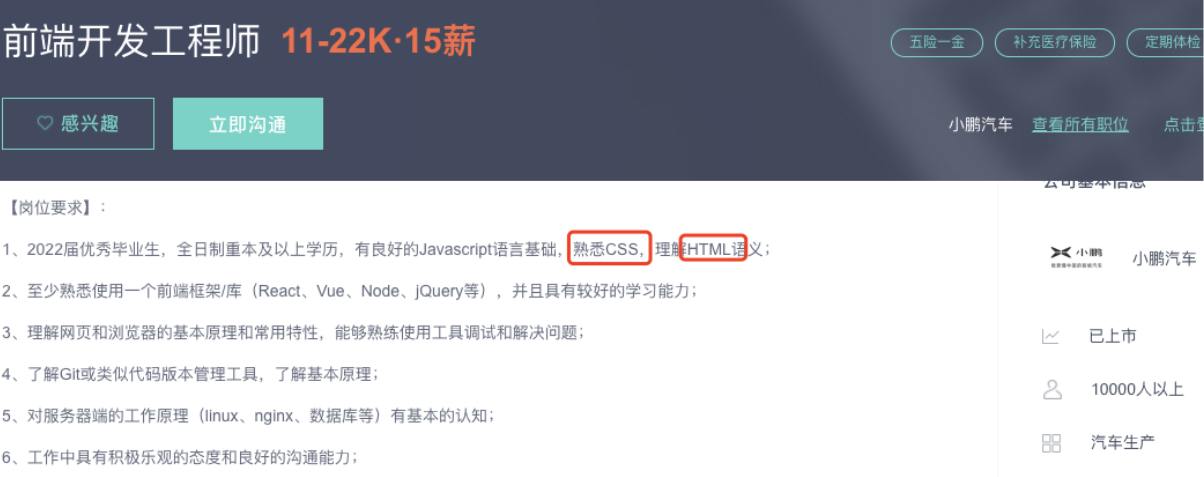 前端开发工程师 11-22K·15薪
五险一金 补充医疗保险 定期体检
感兴趣 立即沟通
小鹏汽车 查看所有职位 点击登
公司基本信息
【岗位要求】：
1、2022届优秀毕业生，全日制重本及以上学历，有良好的Javascript语言基础，熟悉CSS，理解HTML语义；
小鹏
小鹏汽车
2、至少熟悉使用一个前端框架/库（React、Vue、Node、jQuery等），并且具有较好的学习能力；
3、理解网页和浏览器的基本原理和常用特性，能够熟练使用工具调试和解决问题；
已上市
4、了解Git或类似代码版本管理工具，了解基本原理；
10000人以上
5、对服务器端的工作原理（linux、nginx、数据库等）有基本的认知；
汽车生产
6、工作中具有积极乐观的态度和良好的沟通能力；